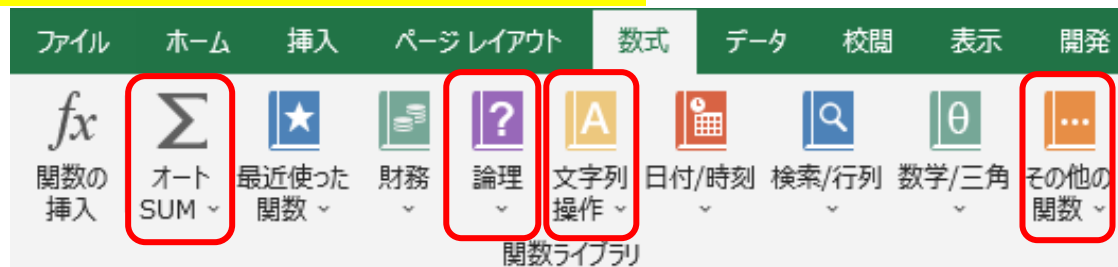 ファイル ホーム 挿入 ページ レイアウト 数式 データ 校閲 表示 開発
fx Σ ? A θ …
関数の オート 最近使った 財務 論理 文字列 日付/時刻 検索/行列 数学/三角 その他の
挿入 SUM 関数 操作 関数
関数ライブラリ